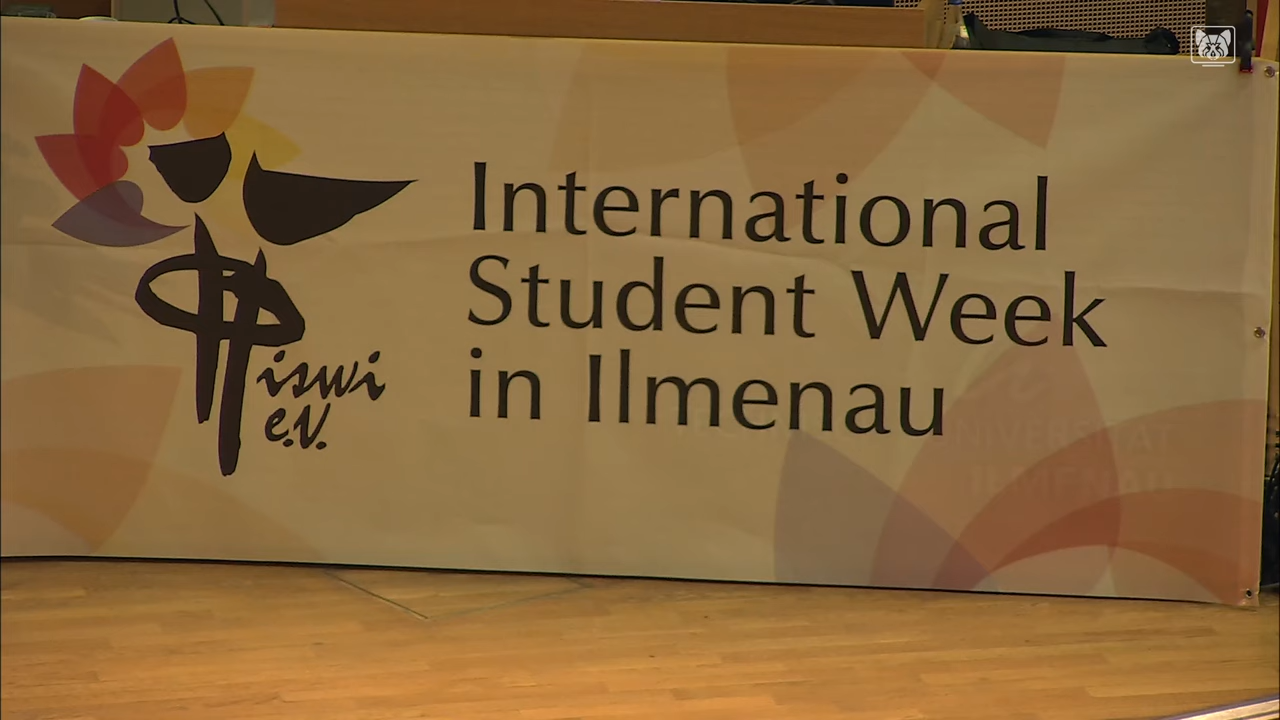 International
Student Week
in Ilmenau
iswi
e.V.